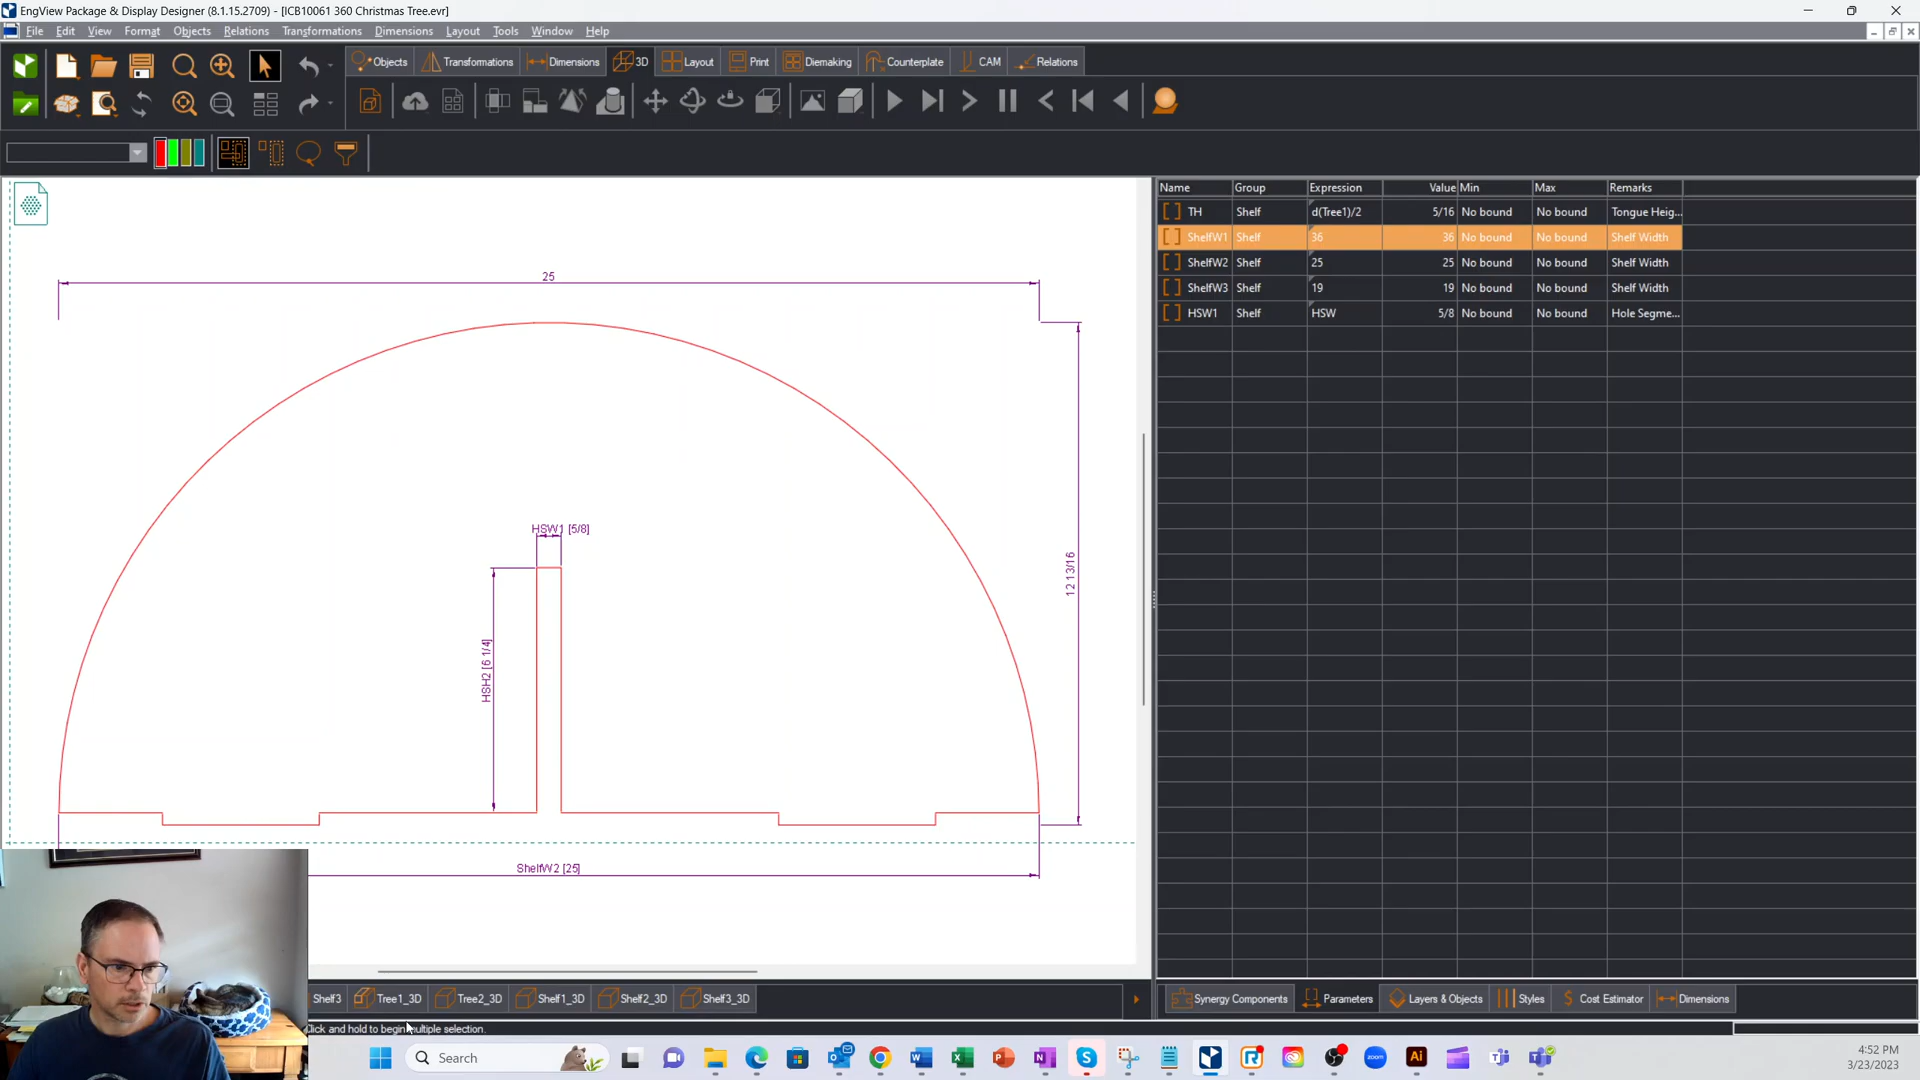 EngView Package & Display Designer (8.1.15.2709) - [ICB10061 360 Christmas Tree.evr]
File Edit View Format Objects Relations Transformations Dimensions Layout Tools Window Help
Objects Transformations Dimensions 3D Layout Print Diemaking Counterplate CAM Relations
Name Group Expression Value Min Max Remarks
TH Shelf d(Tree1)/2 5/16 No bound No bound Tongue Heig...
ShelfW1 Shelf 36 36 No bound No bound Shelf Width
ShelfW2 Shelf 25 25 No bound No bound Shelf Width
ShelfW3 Shelf 19 19 No bound No bound Shelf Width
HSW1 Shelf HSW 5/8 No bound No bound Hole Segme...
25
HSW1 [5/8]
12 13/16
HSH2 [6 1/4]
ShelfW2 [25]
Shelf3 Tree1_3D Tree2_3D Shelf1_3D Shelf2_3D Shelf3_3D
Synergy Components Parameters Layers & Objects Styles Cost Estimator Dimensions
Click and hold to begin multiple selection.
Search
4:52 PM
3/23/2023